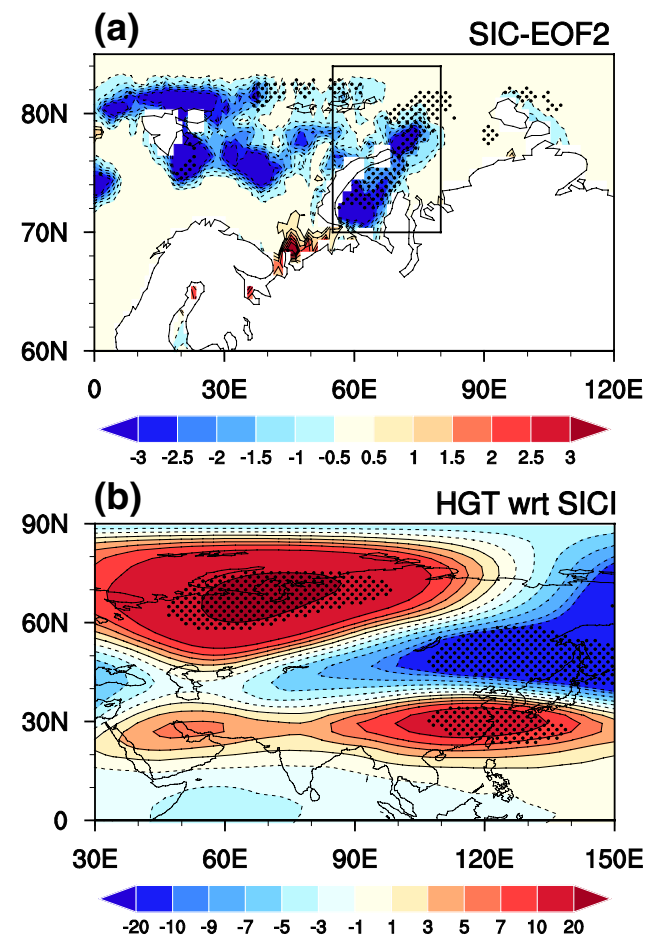 (a) SIC-EOF2
80N
70N
60N
0 30E 60E 90E 120E
-3 -2.5 -2 -1.5 -1 -0.5 0.5 1 1.5 2 2.5 3
(b) HGT wrt SICI
90N
60N
30N
0
30E 60E 90E 120E 150E
-20 -10 -9 -7 -5 -3 -1 1 3 5 7 10 20